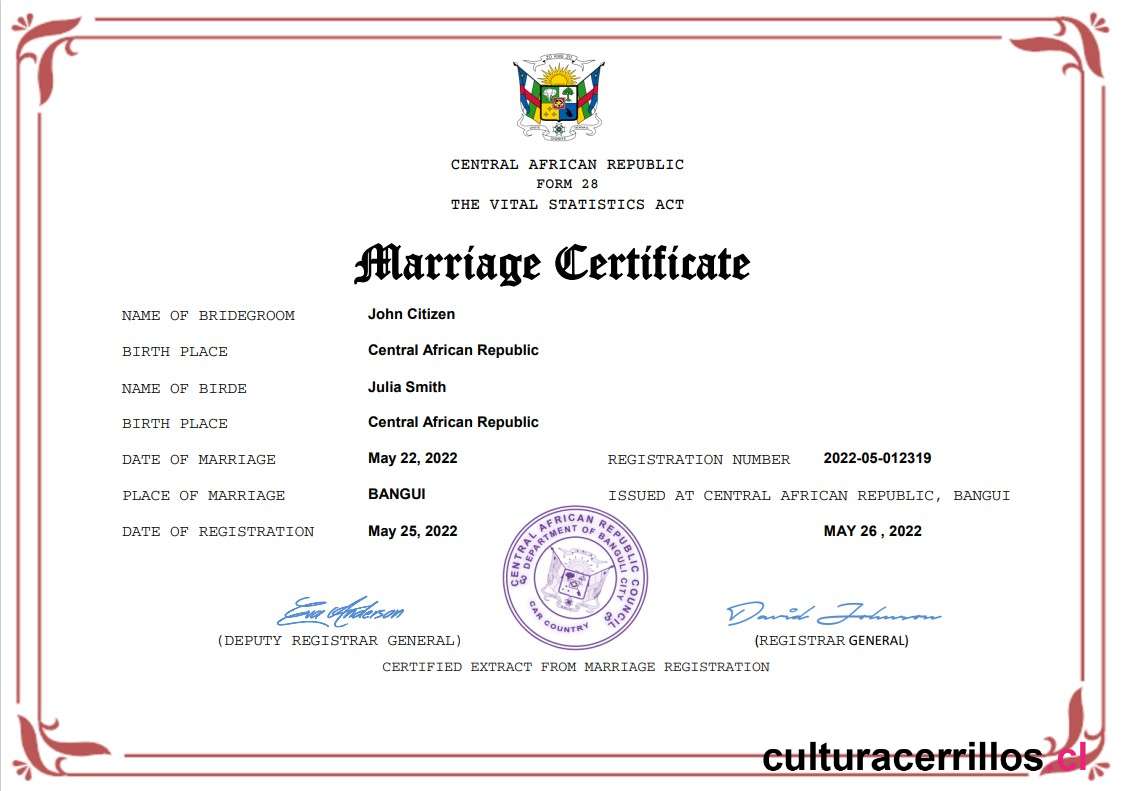 CENTRAL AFRICAN REPUBLIC
FORM 28
THE VITAL STATISTICS ACT
Marriage Certificate
NAME OF BRIDEGROOM John Citizen
BIRTH PLACE Central African Republic
NAME OF BIRDE Julia Smith
BIRTH PLACE Central African Republic
DATE OF MARRIAGE May 22, 2022 REGISTRATION NUMBER 2022-05-012319
PLACE OF MARRIAGE BANGUI ISSUED AT CENTRAL AFRICAN REPUBLIC, BANGUI
DATE OF REGISTRATION May 25, 2022 MAY 26 , 2022
CENTRAL AFRICAN REPUBLIC COUNCIL
DEPARTMENT OF BANGULI CITY
CAR COUNTRY
Eva Anderson David Johnson
(DEPUTY REGISTRAR GENERAL) (REGISTRAR GENERAL)
CERTIFIED EXTRACT FROM MARRIAGE REGISTRATION
culturacerrillos.cl